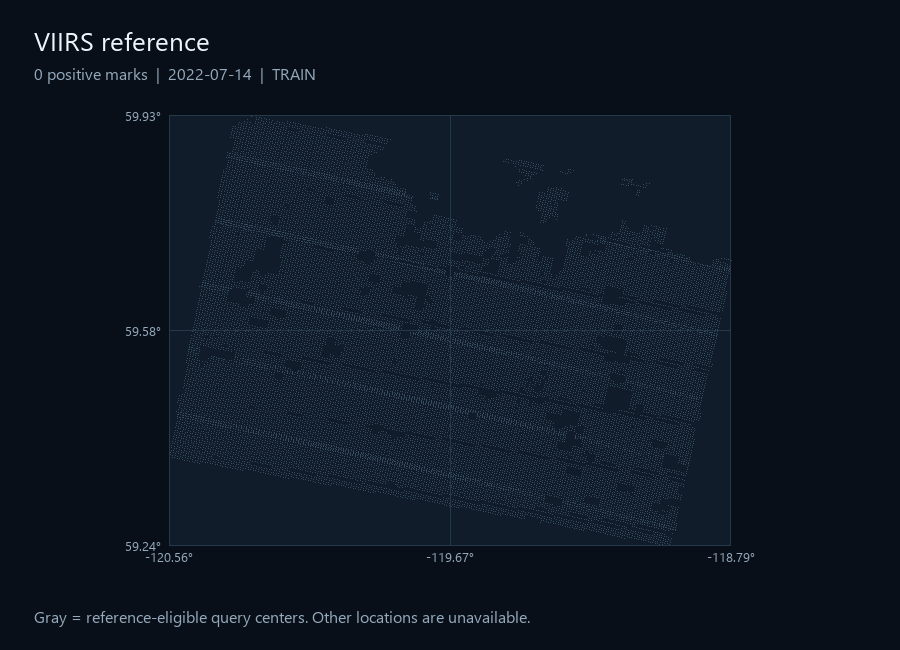 VIIRS reference
0 positive marks | 2022-07-14 | TRAIN
59.93°
59.58°
59.24°
-120.56°
-119.67°
-118.79°
Gray = reference-eligible query centers. Other locations are unavailable.